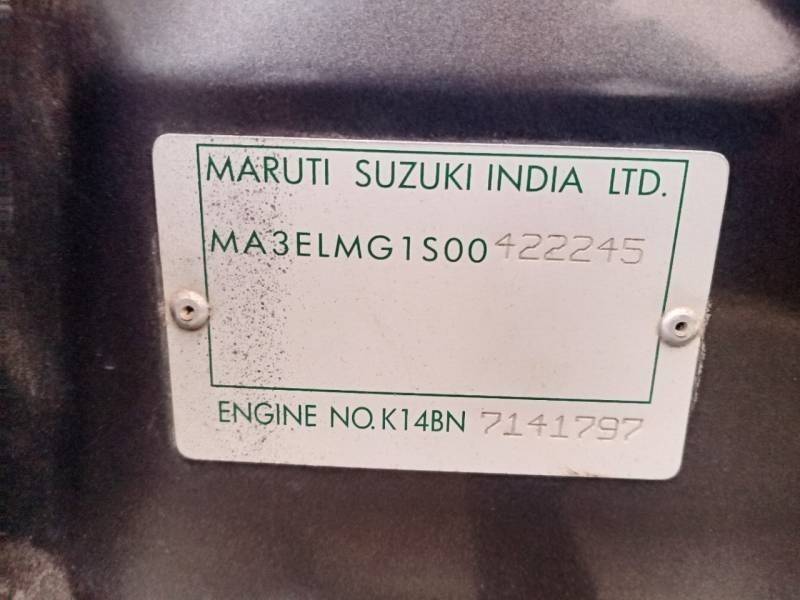 MARUTI SUZUKI INDIA LTD.
MA3ELMG1S00422245
ENGINE NO. K14BN 7141797